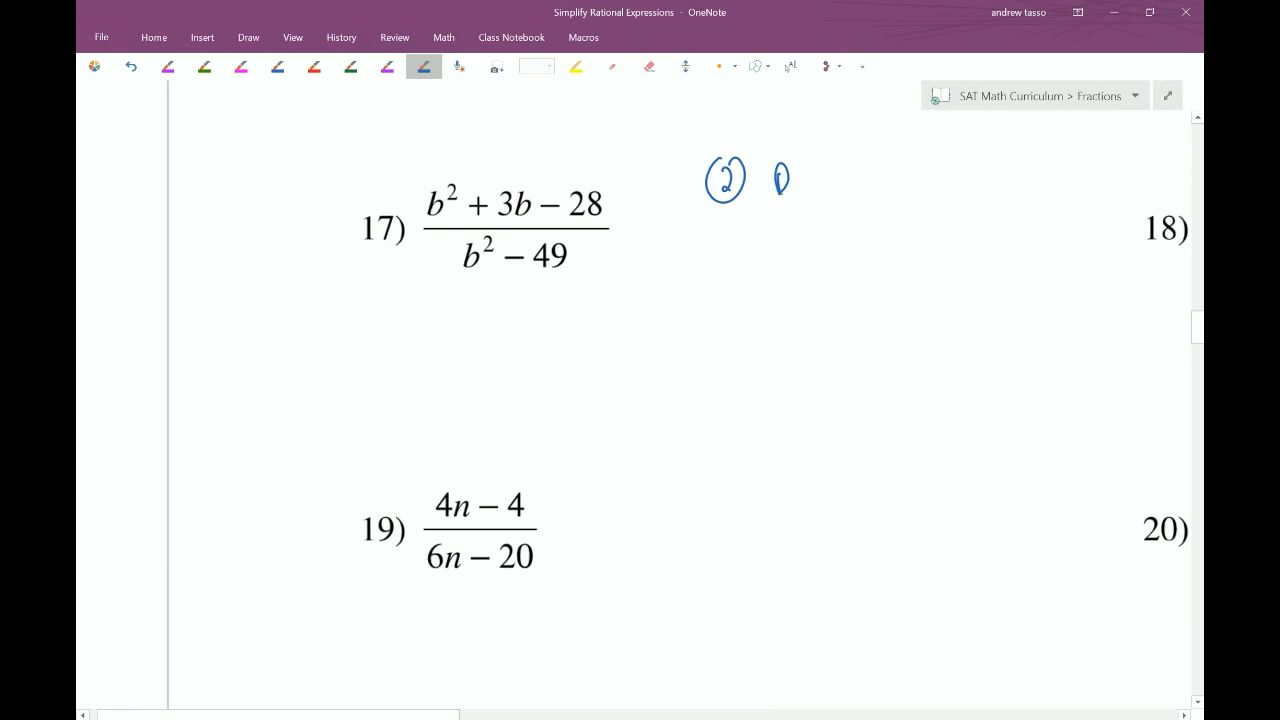 Simplify Rational Expressions - OneNote
andrew tasso
File Home Insert Draw View History Review Math Class Notebook Macros
SAT Math Curriculum > Fractions
17) b² + 3b − 28
b² − 49
2
18)
19) 4n − 4
6n − 20
20)